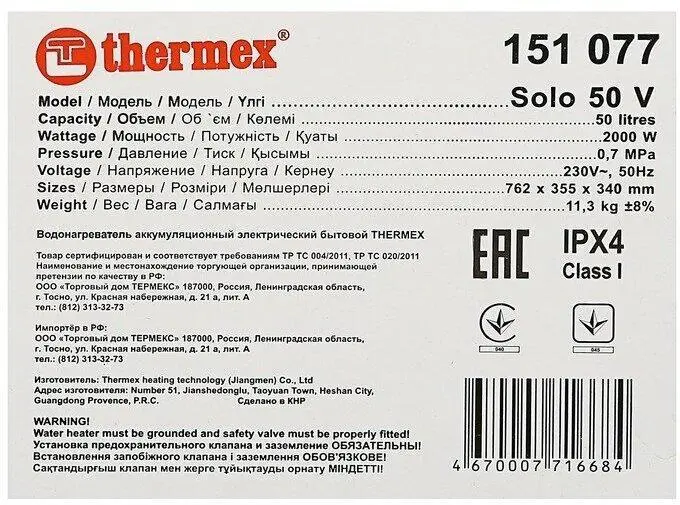 thermex®
151 077
Model / Модель / Модель / Үлгі Solo 50 V
Capacity / Объем / Об `єм / Көлемі 50 litres
Wattage / Мощность / Потужність / Қуаты 2000 W
Pressure / Давление / Тиск / Қысымы 0,7 MPa
Voltage / Напряжение / Напруга / Кернеу 230V~, 50Hz
Sizes / Размеры / Розміри / Мөлшерлері 762 x 355 x 340 mm
Weight / Вес / Вага / Салмағы 11,3 kg ±8%
Водонагреватель аккумуляционный электрический бытовой THERMEX
Товар сертифицирован и соответствует требованиям ТР ТС 004/2011, ТР ТС 020/2011
Наименование и местонахождение торгующей организации, принимающей
претензии по качеству в РФ:
ООО «Торговый дом ТЕРМЕКС» 187000, Россия, Ленинградская область,
г. Тосно, ул. Красная набережная, д. 21 а, лит. А
тел.: (812) 313-32-73
Импортёр в РФ:
ООО «Торговый дом ТЕРМЕКС» 187000, Россия, Ленинградская область,
г. Тосно, ул. Красная набережная, д. 21 а, лит. А
тел.: (812) 313-32-73
EAC
IPX4
Class I
040
045
Изготовитель: Thermex heating technology (Jiangmen) Co., Ltd
Адрес изготовителя: Number 51, Jianshedonglu, Taoyuan Town, Heshan City,
Guangdong Provence, P.R.C. Сделано в КНР
WARNING!
Water heater must be grounded and safety valve must be properly fitted!
Установка предохранительного клапана и заземление ОБЯЗАТЕЛЬНЫ!
Встановлення запобіжного клапана і заземлення ОБОВ'ЯЗКОВЕ!
Сақтандырғыш клапан мен жерге тұйықтауды орнату МІНДЕТТІ!
4 670007 716684